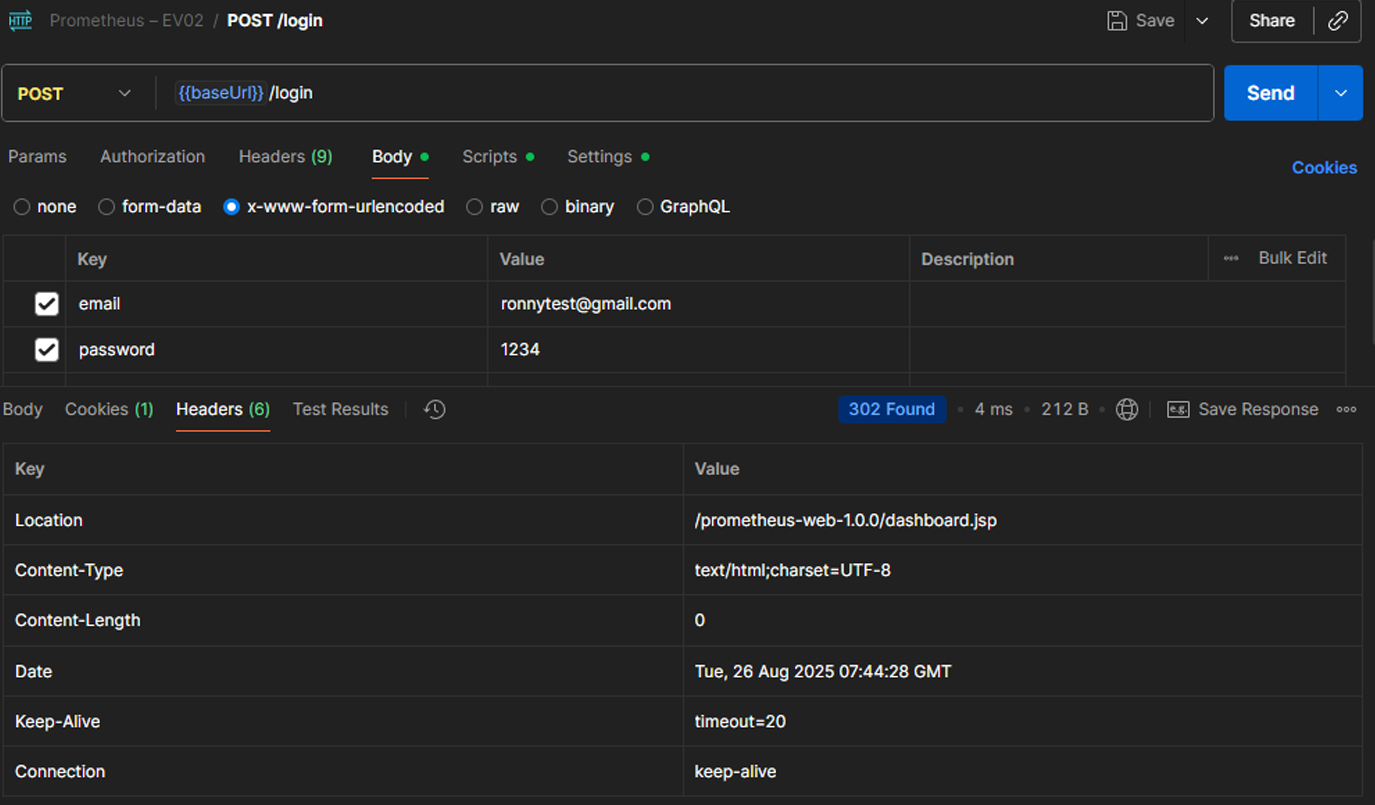 HTTP Prometheus – EV02 / POST /login Save Share
POST {{baseUrl}} /login Send
Params Authorization Headers (9) Body Scripts Settings Cookies
none form-data x-www-form-urlencoded raw binary GraphQL
Key Value Description Bulk Edit
email ronnytest@gmail.com
password 1234
Body Cookies (1) Headers (6) Test Results 302 Found 4 ms 212 B e.g. Save Response
Key Value
Location /prometheus-web-1.0.0/dashboard.jsp
Content-Type text/html;charset=UTF-8
Content-Length 0
Date Tue, 26 Aug 2025 07:44:28 GMT
Keep-Alive timeout=20
Connection keep-alive